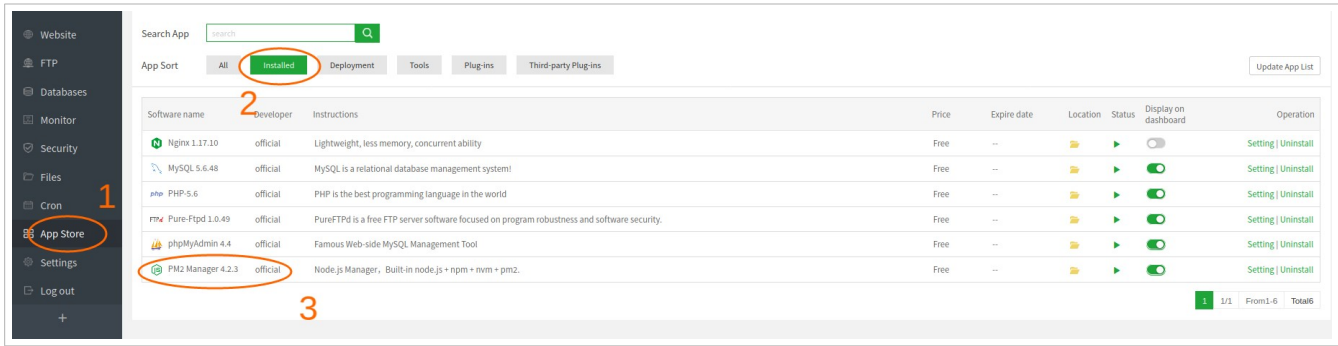 Website
FTP
Databases
Monitor
Security
Files
Cron
App Store
Settings
Log out
+
1
Search App search
App Sort All Installed Deployment Tools Plug-ins Third-party Plug-ins Update App List
2
Software name Developer Instructions Price Expire date Location Status Display on dashboard Operation
Nginx 1.17.10 official Lightweight, less memory, concurrent ability Free -- Setting | Uninstall
MySQL 5.6.48 official MySQL is a relational database management system! Free -- Setting | Uninstall
php PHP-5.6 official PHP is the best programming language in the world Free -- Setting | Uninstall
FTP Pure-Ftpd 1.0.49 official PureFTPd is a free FTP server software focused on program robustness and software security. Free -- Setting | Uninstall
phpMyAdmin 4.4 official Famous Web-side MySQL Management Tool Free -- Setting | Uninstall
JS PM2 Manager 4.2.3 official Node.js Manager，Built-in node.js + npm + nvm + pm2. Free -- Setting | Uninstall
3
1 1/1 From1-6 Total6